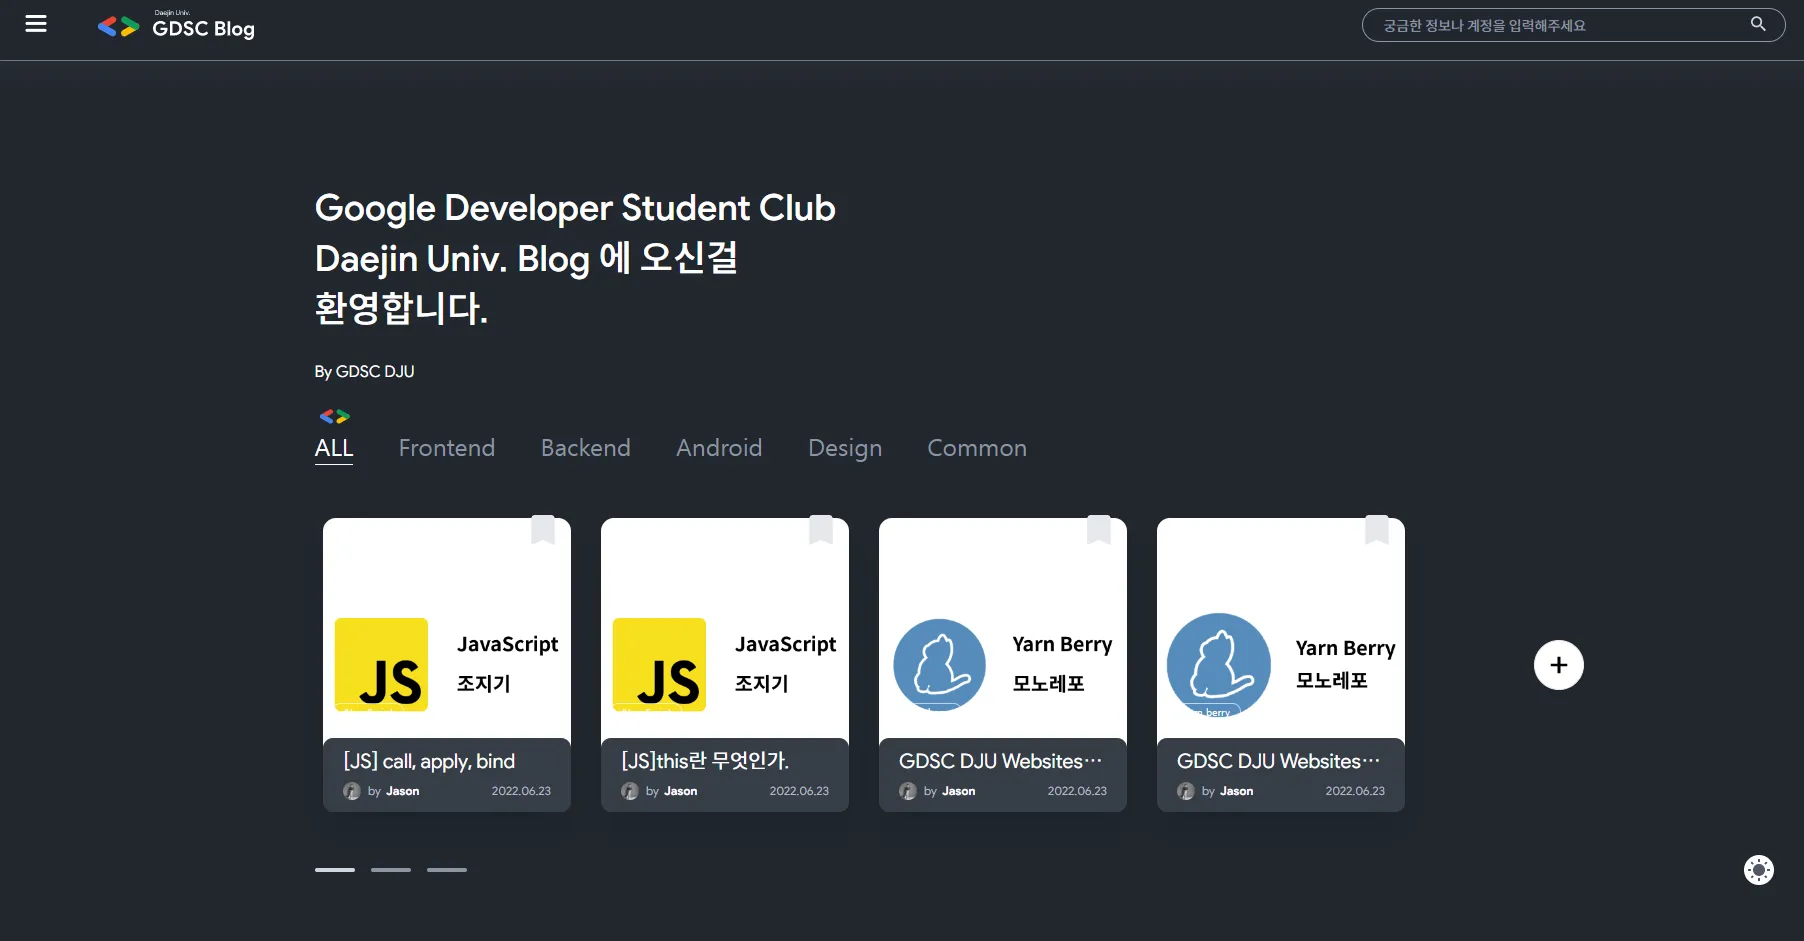 Daejin Univ.
GDSC Blog
궁금한 정보나 계정을 입력해주세요
Google Developer Student Club
Daejin Univ. Blog 에 오신걸
환영합니다.
By GDSC DJU
ALL Frontend Backend Android Design Common
JS
JavaScript
조지기
[JS] call, apply, bind
by Jason 2022.06.23
JS
JavaScript
조지기
[JS]this란 무엇인가.
by Jason 2022.06.23
Yarn Berry
모노레포
GDSC DJU Websites···
by Jason 2022.06.23
Yarn Berry
모노레포
berry
GDSC DJU Websites···
by Jason 2022.06.23